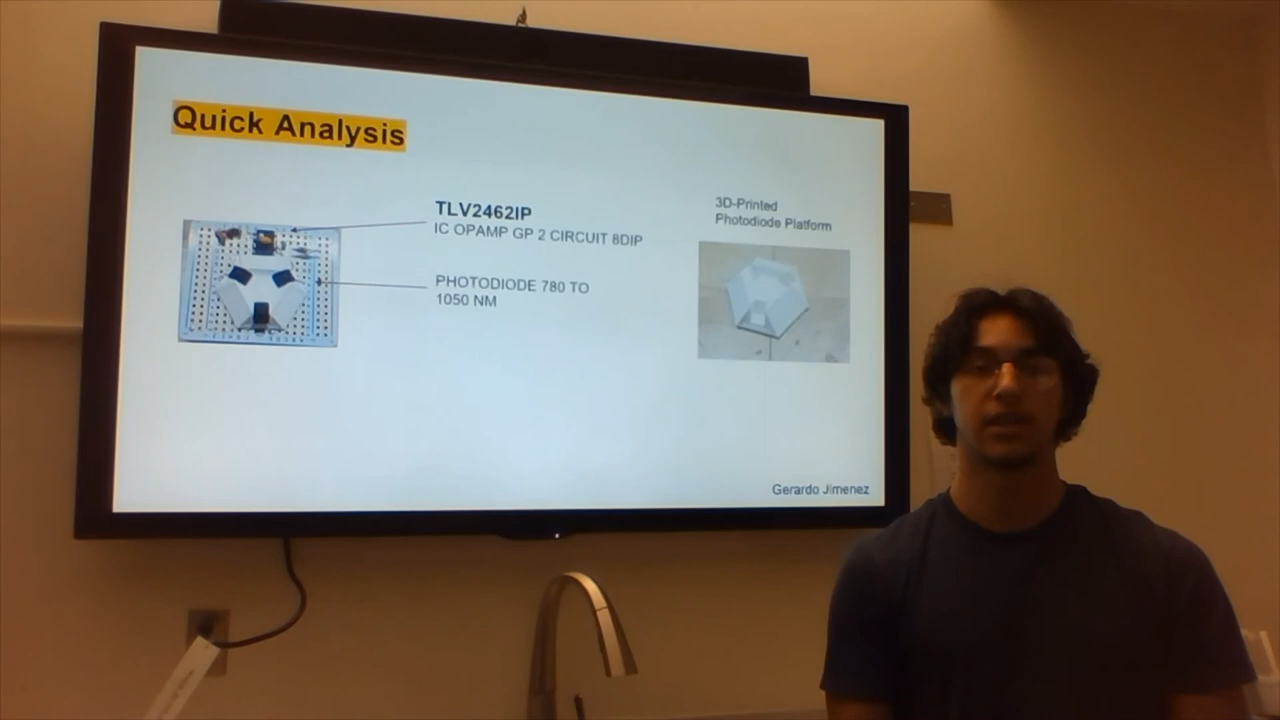 Quick Analysis
TLV2462IP
IC OPAMP GP 2 CIRCUIT 8DIP
PHOTODIODE 780 TO
1050 NM
3D-Printed
Photodiode Platform
Gerardo Jimenez